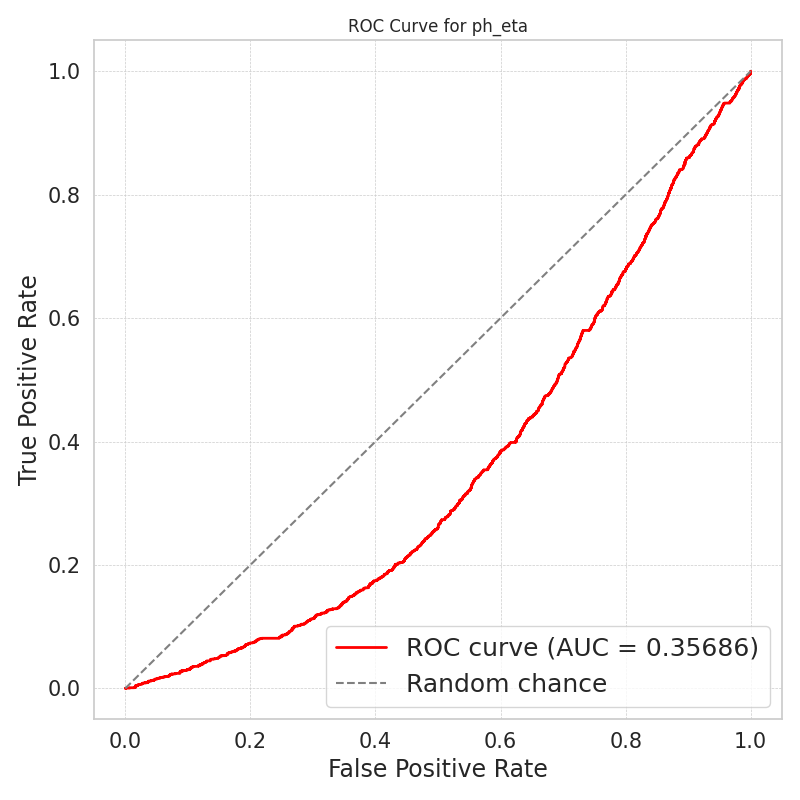 ROC Curve for ph_eta
True Positive Rate
1.0
0.8
0.6
0.4
0.2
0.0
ROC curve (AUC = 0.35686)
Random chance
0.0 0.2 0.4 0.6 0.8 1.0
False Positive Rate